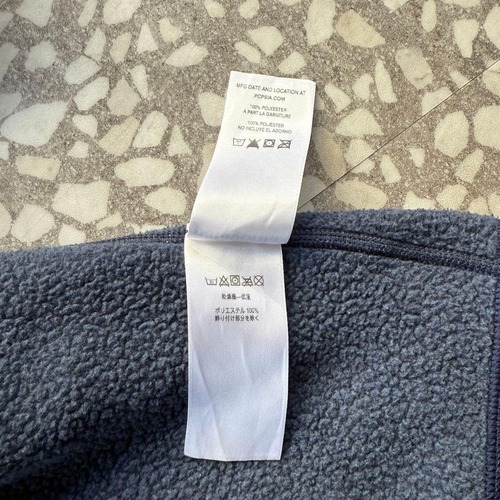 MFG DATE AND LOCATION AT
PCPSIA.COM
100% POLYESTER
A PART LA GARNITURE
100% POLIÉSTER
NO INCLUYE EL ADORNO
乾燥機－低温
ポリエステル 100%
飾り付け部分を除く